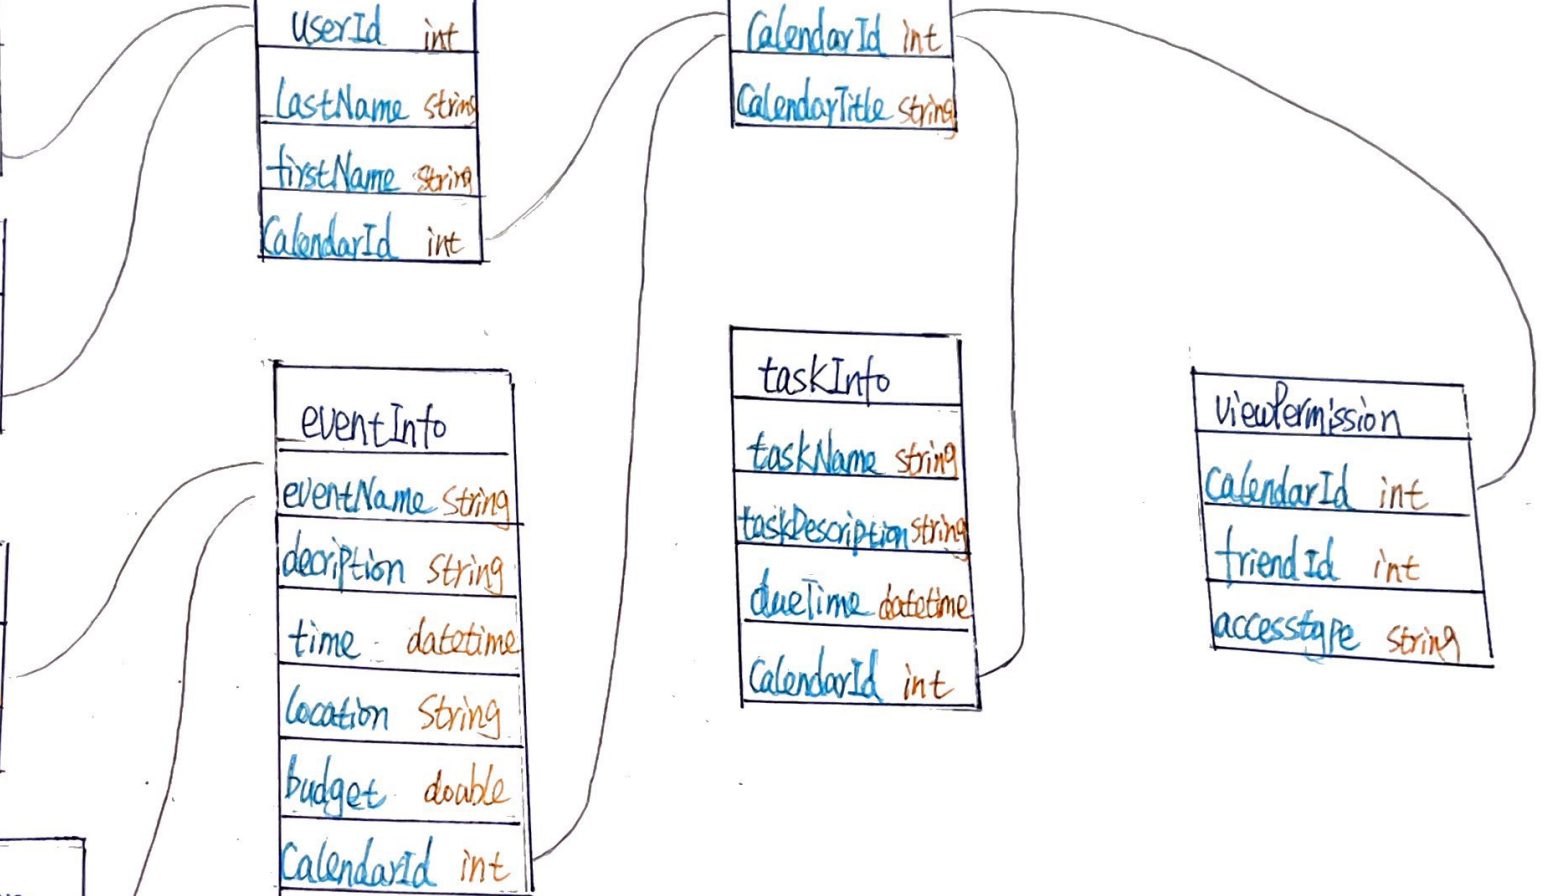 userId int
lastName string
firstName string
CalendarId int
CalendarId int
CalendarTitle string
eventInfo
eventName string
decription string
time datetime
location string
budget double
CalendarId int
taskInfo
taskName string
taskDescription string
dueTime datetime
CalendarId int
viewPermission
CalendarId int
friendId int
accesstype string